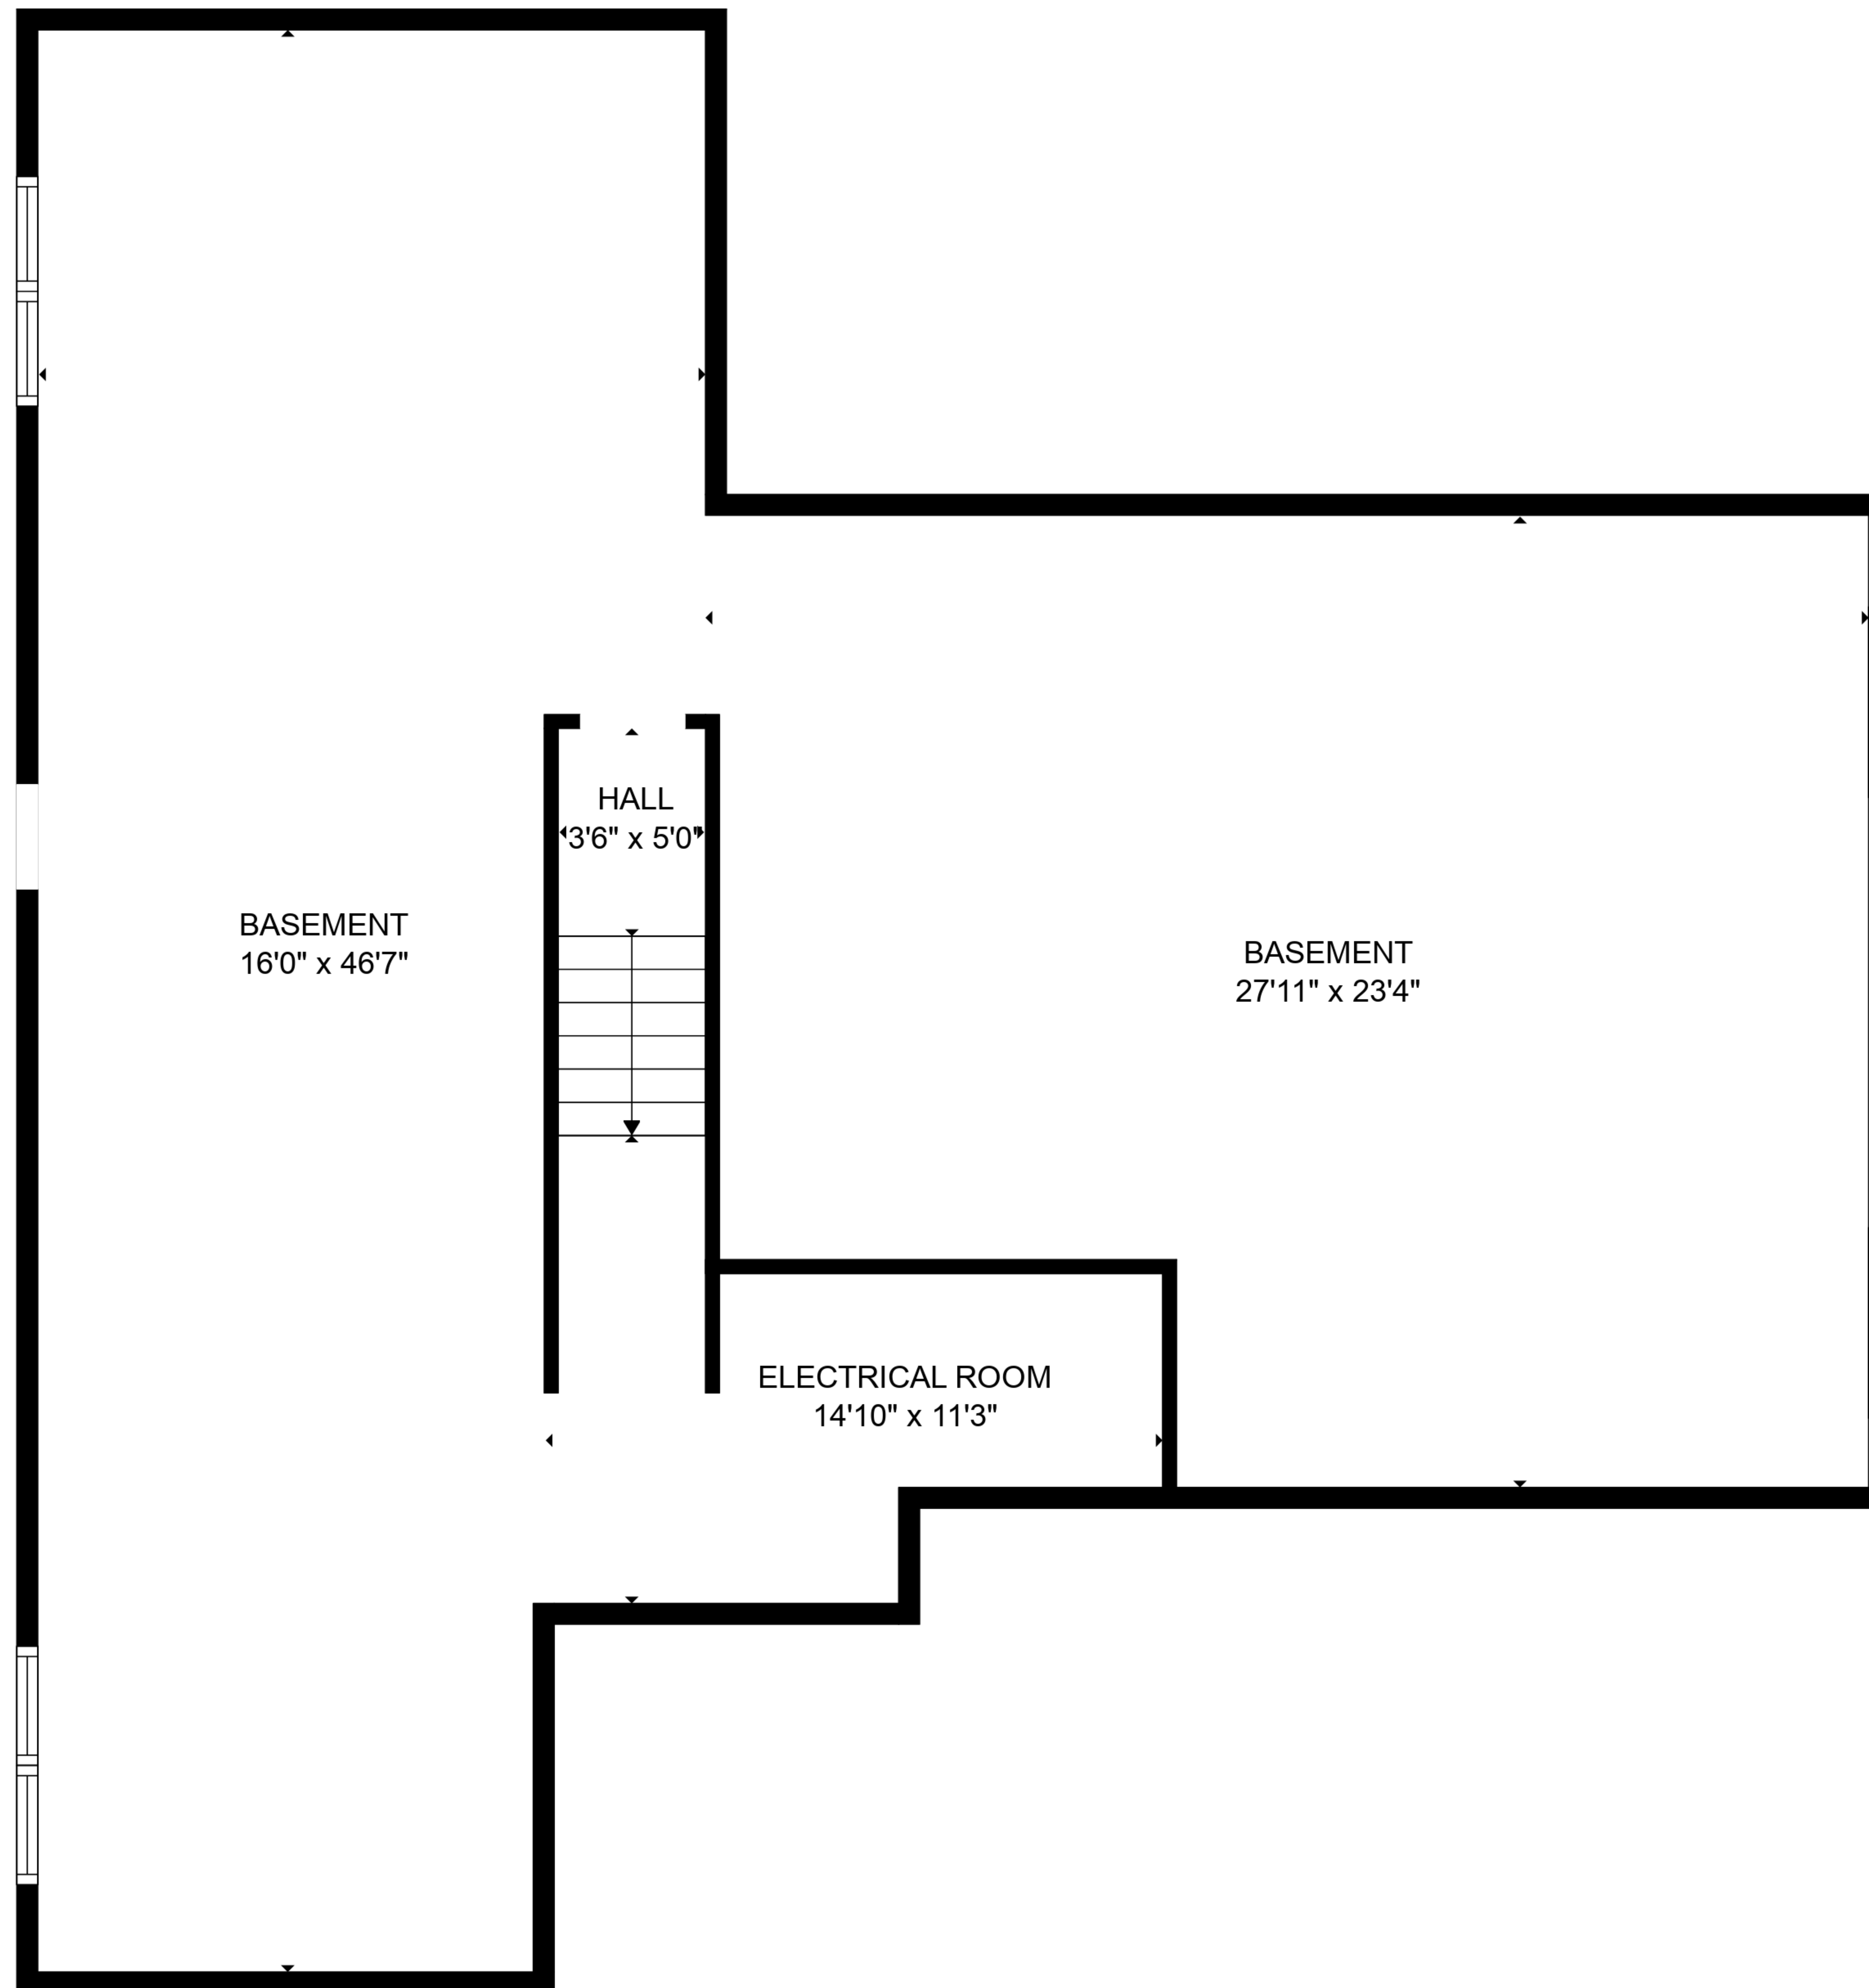 HALL
3'6" x 5'0"
BASEMENT
16'0" x 46'7"
BASEMENT
27'11" x 23'4"
ELECTRICAL ROOM
14'10" x 11'3"